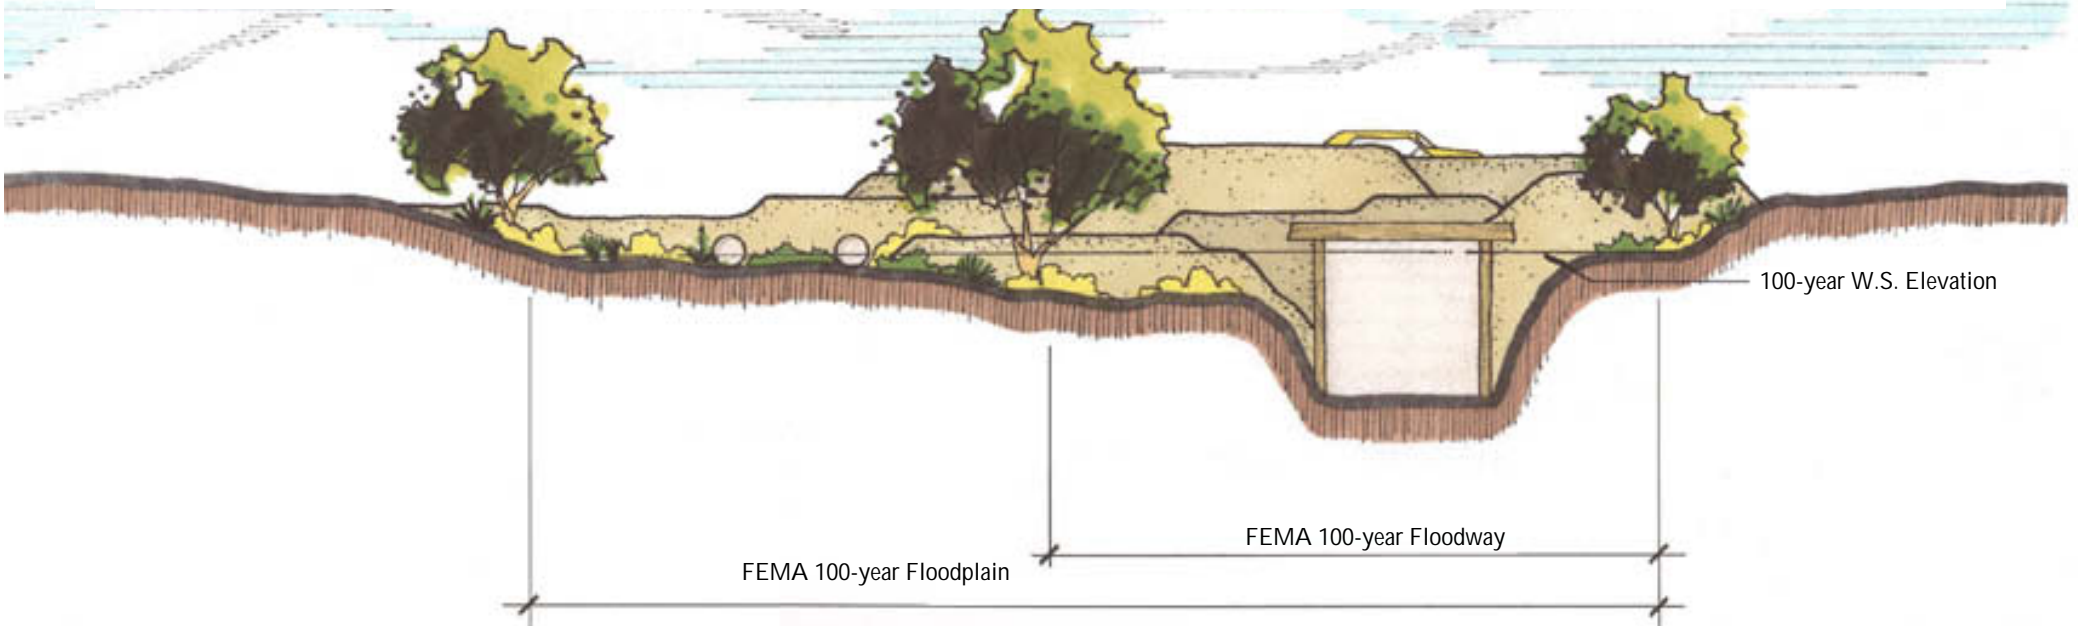 100-year W.S. Elevation
FEMA 100-year Floodway
FEMA 100-year Floodplain